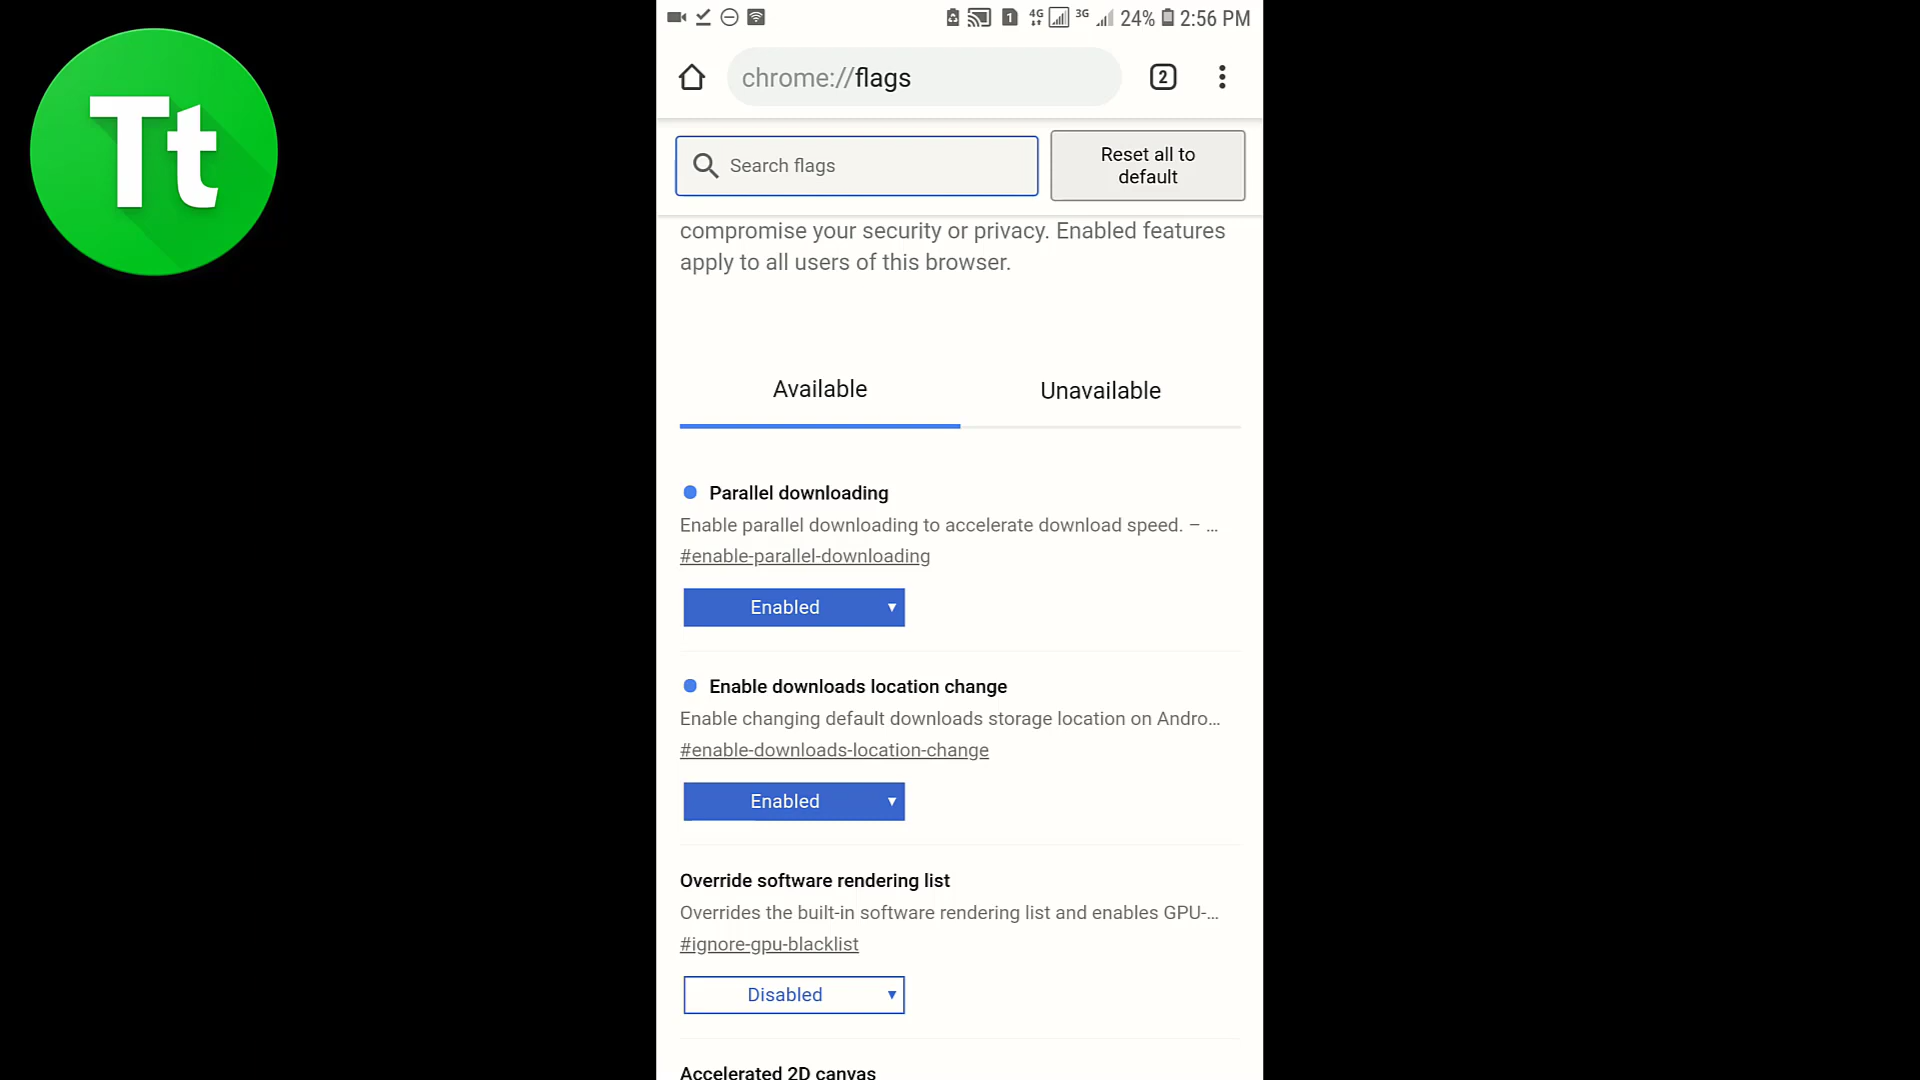 Tt
4G 3G 24% 2:56 PM
chrome://flags
2
Search flags
Reset all to
default
compromise your security or privacy. Enabled features
apply to all users of this browser.
Available
Unavailable
Parallel downloading
Enable parallel downloading to accelerate download speed. – ...
#enable-parallel-downloading
Enabled
Enable downloads location change
Enable changing default downloads storage location on Andro...
#enable-downloads-location-change
Enabled
Override software rendering list
Overrides the built-in software rendering list and enables GPU-...
#ignore-gpu-blacklist
Disabled
Accelerated 2D canvas